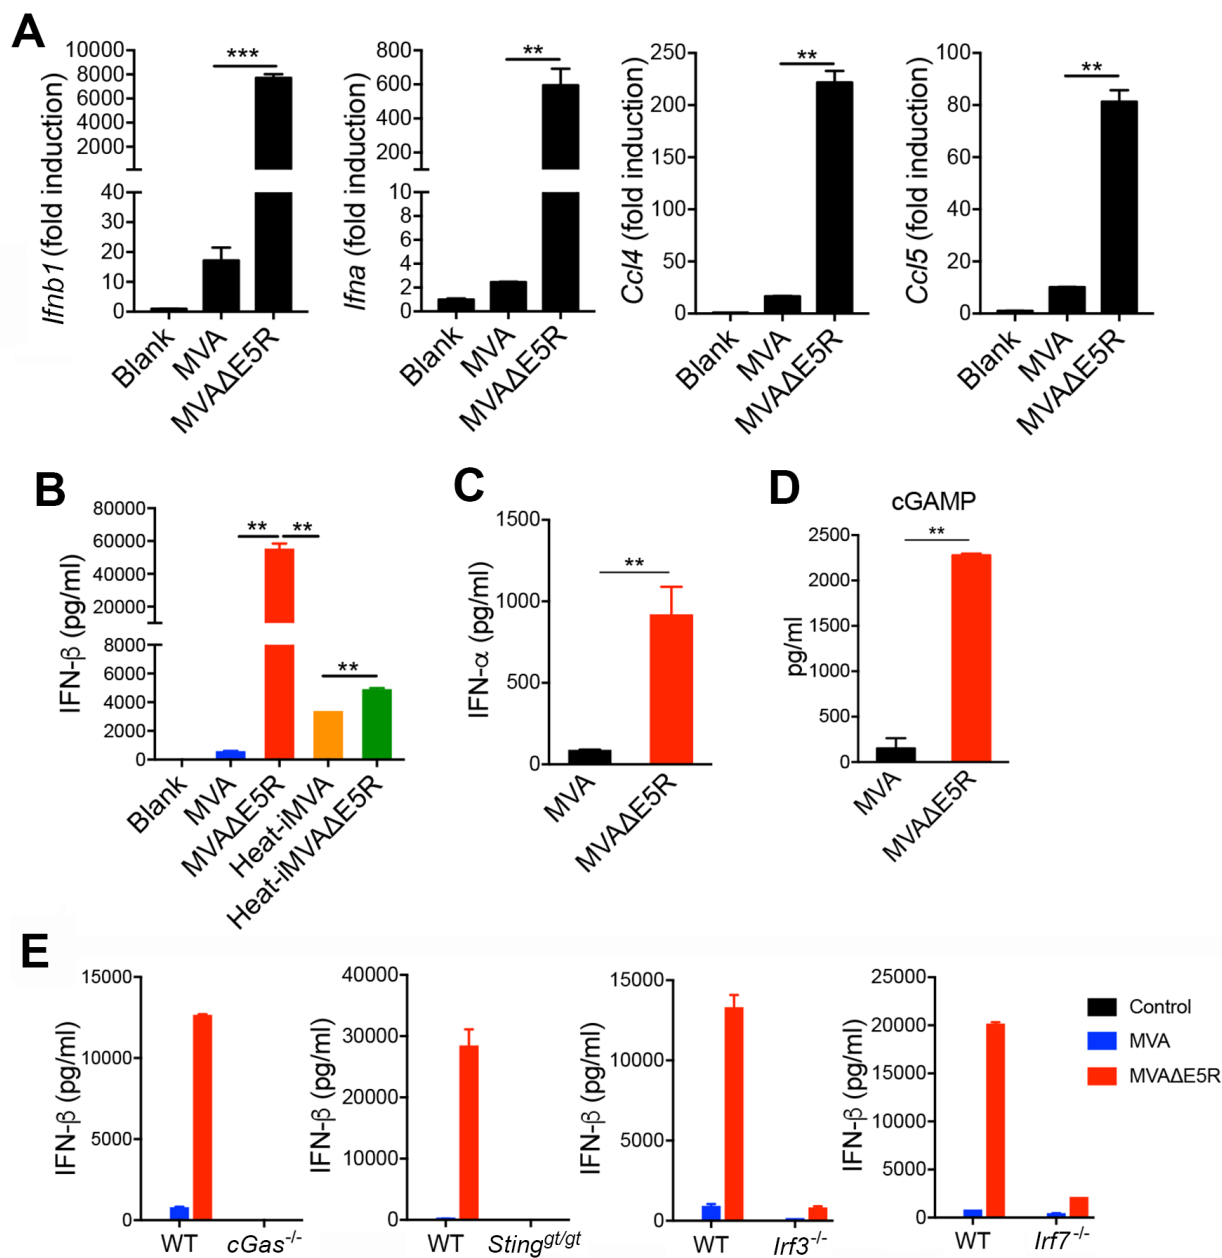 A
Ifnb1 (fold induction)
10000
8000
6000
4000
2000
40
30
20
10
0
***
Blank
MVA
MVAΔE5R
Ifna (fold induction)
800
600
400
200
10
8
6
4
2
0
**
Blank
MVA
MVAΔE5R
Ccl4 (fold induction)
250
200
150
100
50
0
**
Blank
MVA
MVAΔE5R
Ccl5 (fold induction)
100
80
60
40
20
0
**
Blank
MVA
MVAΔE5R
B
IFN-β (pg/ml)
80000
60000
40000
20000
8000
6000
4000
2000
0
** **
**
Blank
MVA
MVAΔE5R
Heat-iMVA
Heat-iMVAΔE5R
C
IFN-α (pg/ml)
1500
1000
500
0
**
MVA
MVAΔE5R
D
cGAMP
pg/ml
2500
2000
1500
1000
500
0
**
MVA
MVAΔE5R
E
IFN-β (pg/ml)
15000
10000
5000
0
WT cGas-/-
IFN-β (pg/ml)
40000
30000
20000
10000
0
WT Stinggt/gt
IFN-β (pg/ml)
15000
10000
5000
0
WT Irf3-/-
IFN-β (pg/ml)
25000
20000
15000
10000
5000
0
WT Irf7-/-
Control
MVA
MVAΔE5R